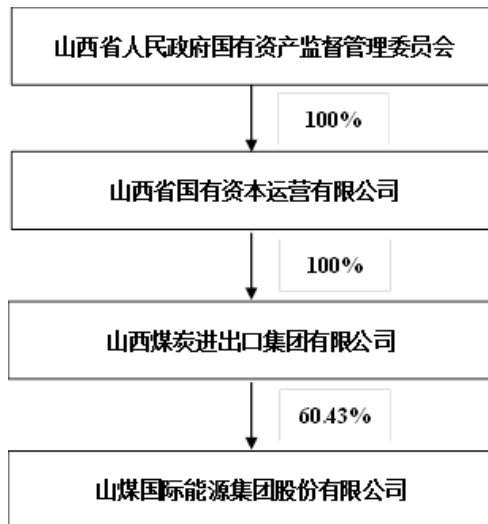 山西省人民政府国有资产监督管理委员会
100%
山西省国有资本运营有限公司
100%
山西煤炭进出口集团有限公司
60.43%
山煤国际能源集团股份有限公司